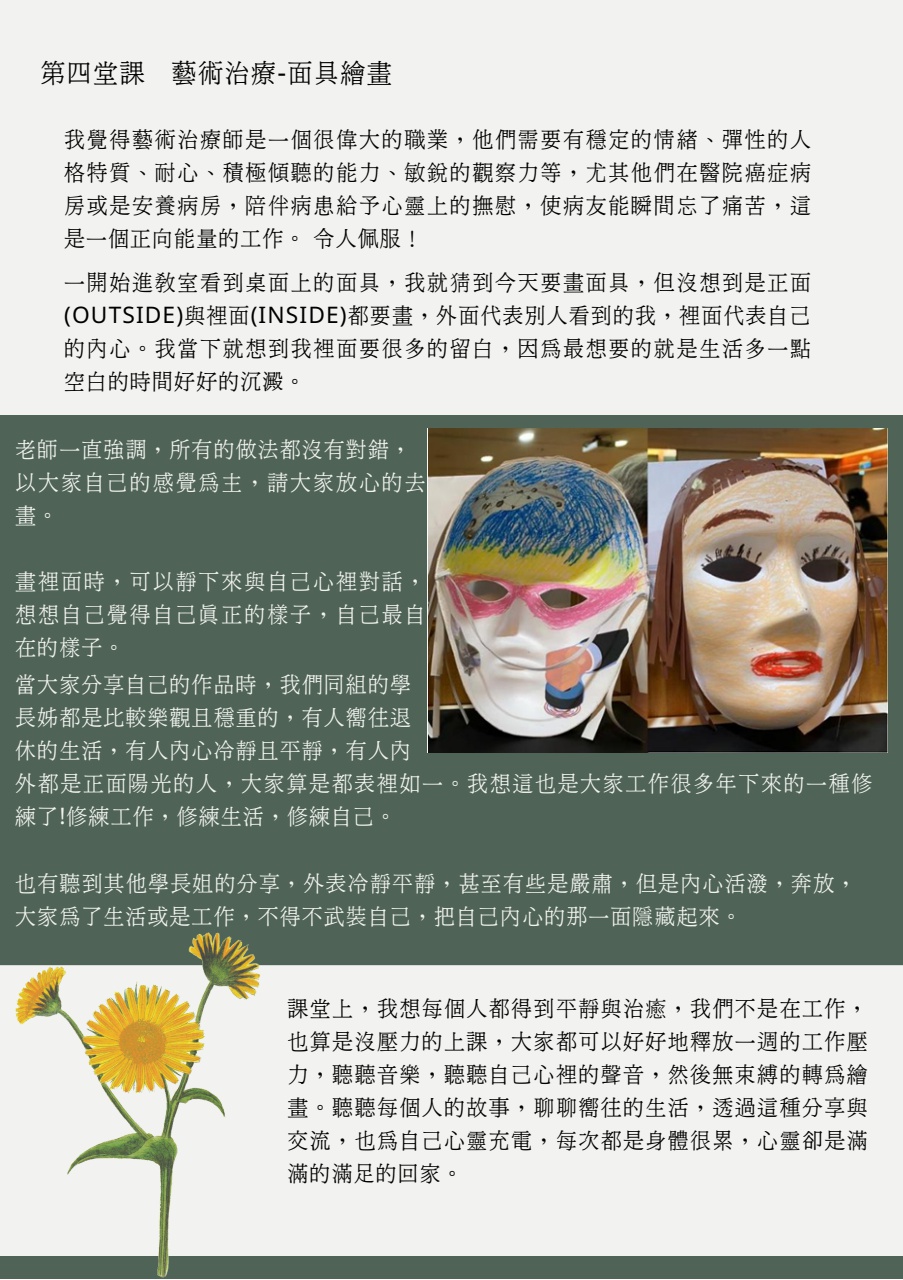 第四堂課　藝術治療-面具繪畫
我覺得藝術治療師是一個很偉大的職業，他們需要有穩定的情緒、彈性的人
格特質、耐心、積極傾聽的能力、敏銳的觀察力等，尤其他們在醫院癌症病
房或是安養病房，陪伴病患給予心靈上的撫慰，使病友能瞬間忘了痛苦，這
是一個正向能量的工作。 令人佩服！
一開始進教室看到桌面上的面具，我就猜到今天要畫面具，但沒想到是正面
(OUTSIDE)與裡面(INSIDE)都要畫，外面代表別人看到的我，裡面代表自己
的內心。我當下就想到我裡面要很多的留白，因為最想要的就是生活多一點
空白的時間好好的沉澱。
老師一直強調，所有的做法都沒有對錯，
以大家自己的感覺為主，請大家放心的去
畫。
畫裡面時，可以靜下來與自己心裡對話，
想想自己覺得自己真正的樣子，自己最自
在的樣子。
當大家分享自己的作品時，我們同組的學
長姊都是比較樂觀且穩重的，有人嚮往退
休的生活，有人內心冷靜且平靜，有人內
外都是正面陽光的人，大家算是都表裡如一。我想這也是大家工作很多年下來的一種修
練了!修練工作，修練生活，修練自己。
也有聽到其他學長姐的分享，外表冷靜平靜，甚至有些是嚴肅，但是內心活潑，奔放，
大家為了生活或是工作，不得不武裝自己，把自己內心的那一面隱藏起來。
課堂上，我想每個人都得到平靜與治癒，我們不是在工作，
也算是沒壓力的上課，大家都可以好好地釋放一週的工作壓
力，聽聽音樂，聽聽自己心裡的聲音，然後無束縛的轉為繪
畫。聽聽每個人的故事，聊聊嚮往的生活，透過這種分享與
交流，也為自己心靈充電，每次都是身體很累，心靈卻是滿
滿的滿足的回家。